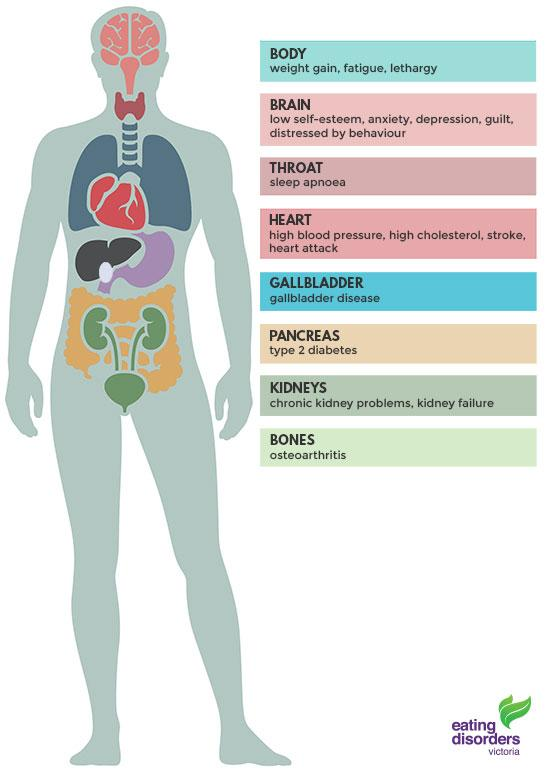 BODY
weight gain, fatigue, lethargy
BRAIN
low self-esteem, anxiety, depression, guilt,
distressed by behaviour
THROAT
sleep apnoea
HEART
high blood pressure, high cholesterol, stroke,
heart attack
GALLBLADDER
gallbladder disease
PANCREAS
type 2 diabetes
KIDNEYS
chronic kidney problems, kidney failure
BONES
osteoarthritis
eating
disorders
victoria